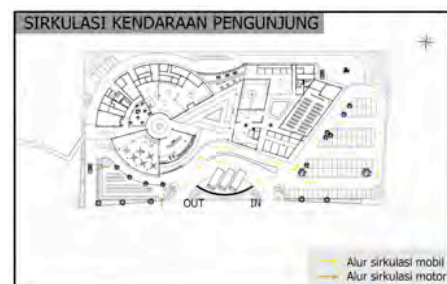 SIRKULASI KENDARAAN PENGUNJUNG
OUT IN
Alur sirkulasi mobil
Alur sirkulasi motor